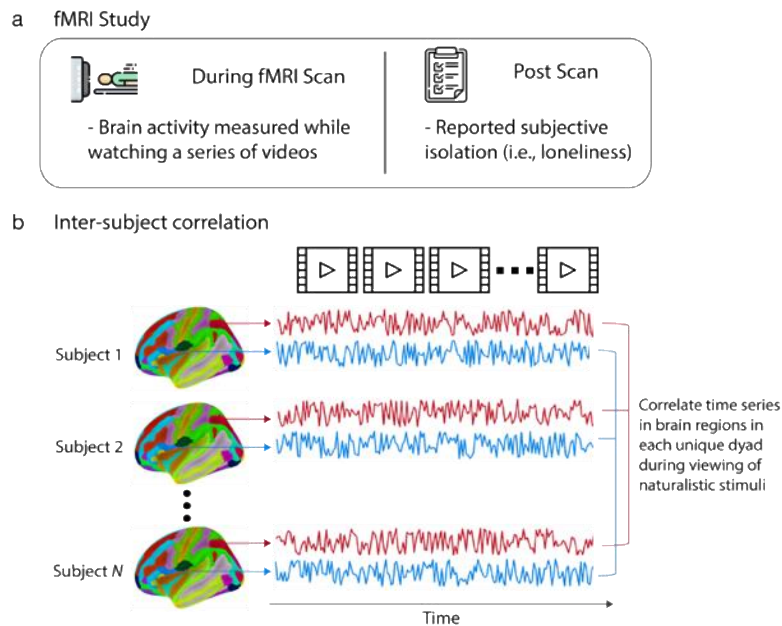 a fMRI Study
During fMRI Scan
- Brain activity measured while
watching a series of videos
Post Scan
- Reported subjective
isolation (i.e., loneliness)
b Inter-subject correlation
Subject 1
Subject 2
Subject N
Correlate time series
in brain regions in
each unique dyad
during viewing of
naturalistic stimuli
Time